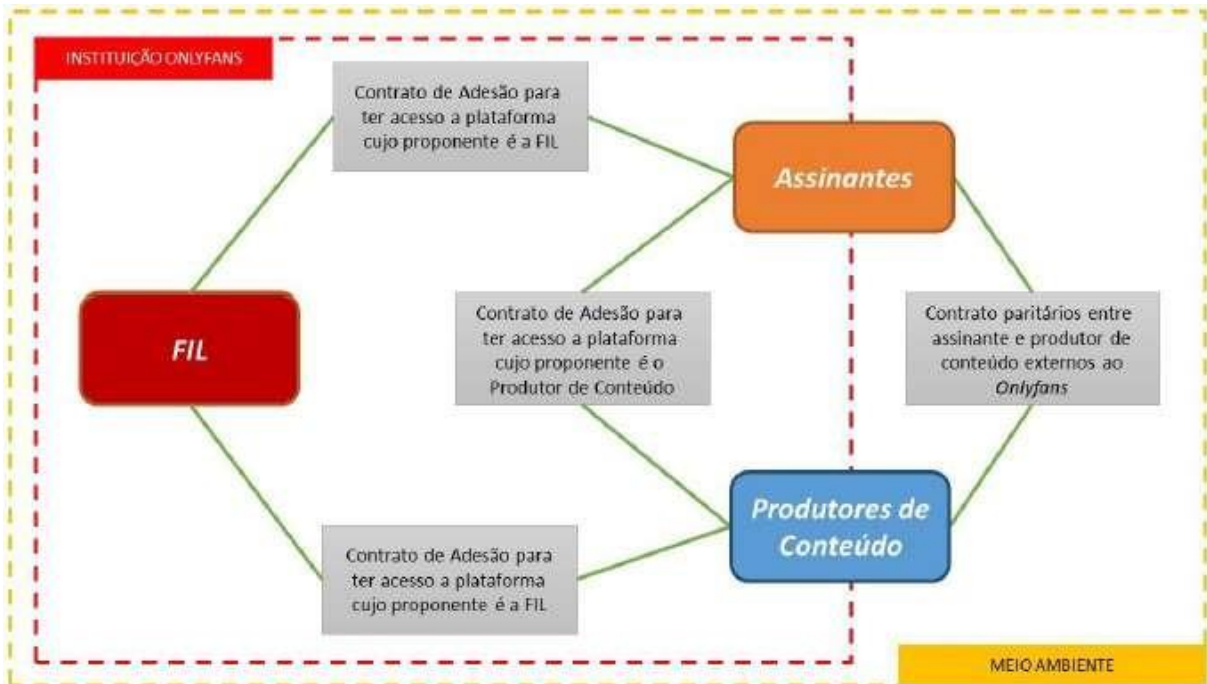 INSTITUIÇÃO ONLYFANS
Contrato de Adesão para
ter acesso a plataforma
cujo proponente é a FIL
Assinantes
FIL
Contrato de Adesão para
ter acesso a plataforma
cujo proponente é o
Produtor de Conteúdo
Contrato paritários entre
assinante e produtor de
conteúdo externos ao
Onlyfans
Produtores de
Conteúdo
Contrato de Adesão para
ter acesso a plataforma
cujo proponente é a FIL
MEIO AMBIENTE